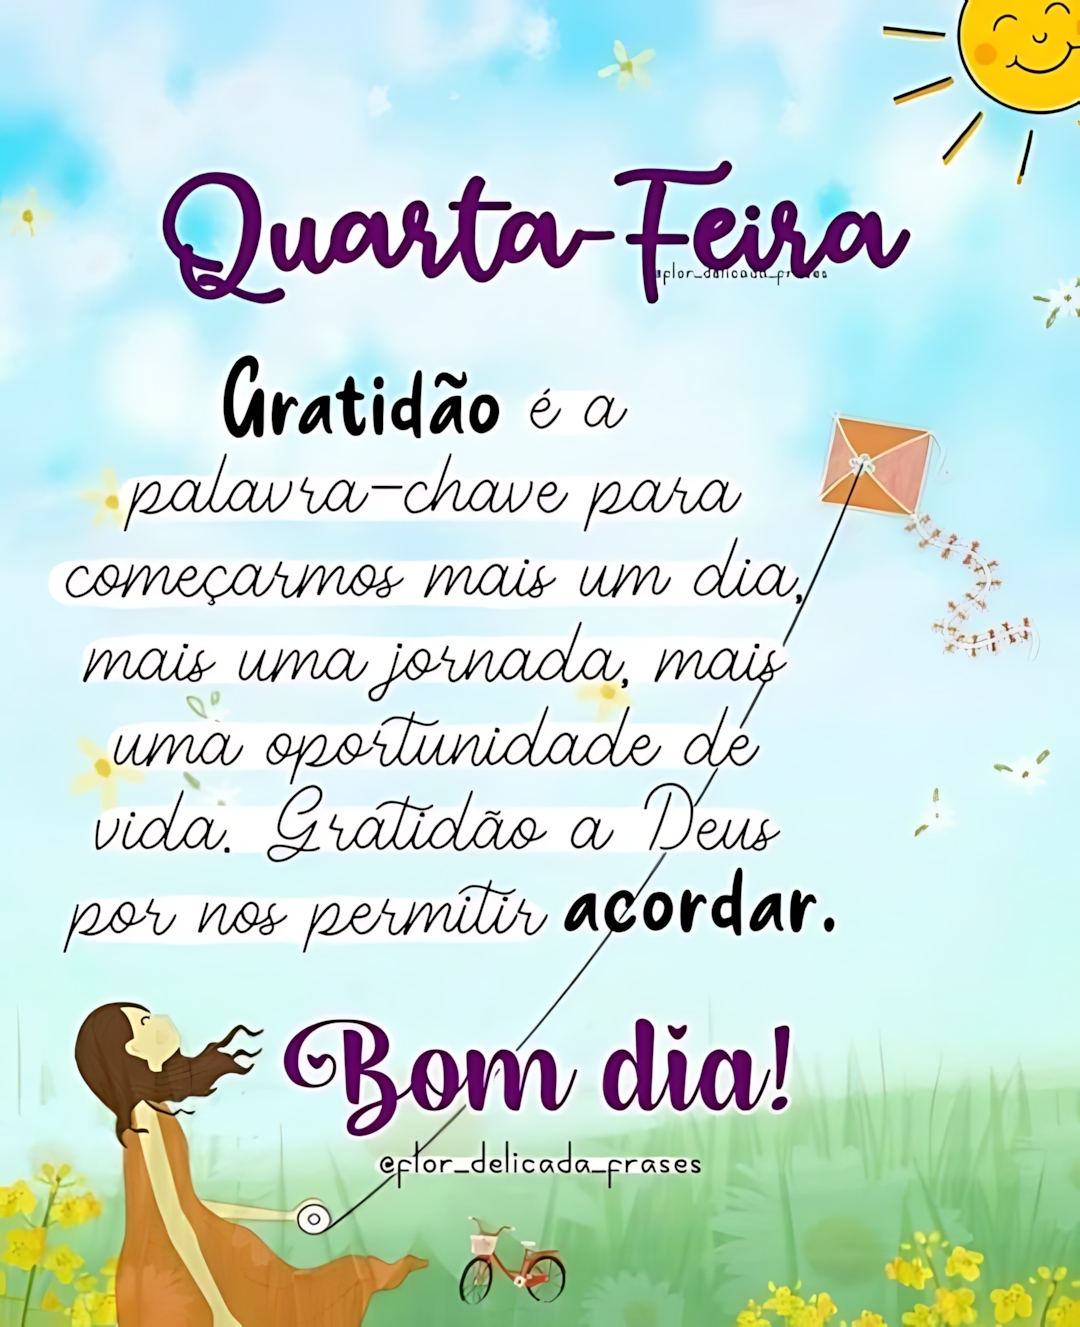 Quarta-Feira
@flor_delicada_frases
Gratidão é a
palavra-chave para
começarmos mais um dia,
mais uma jornada, mais
uma oportunidade de
vida. Gratidão a Deus
por nos permitir acordar.
Bom dia!
@flor_delicada_frases